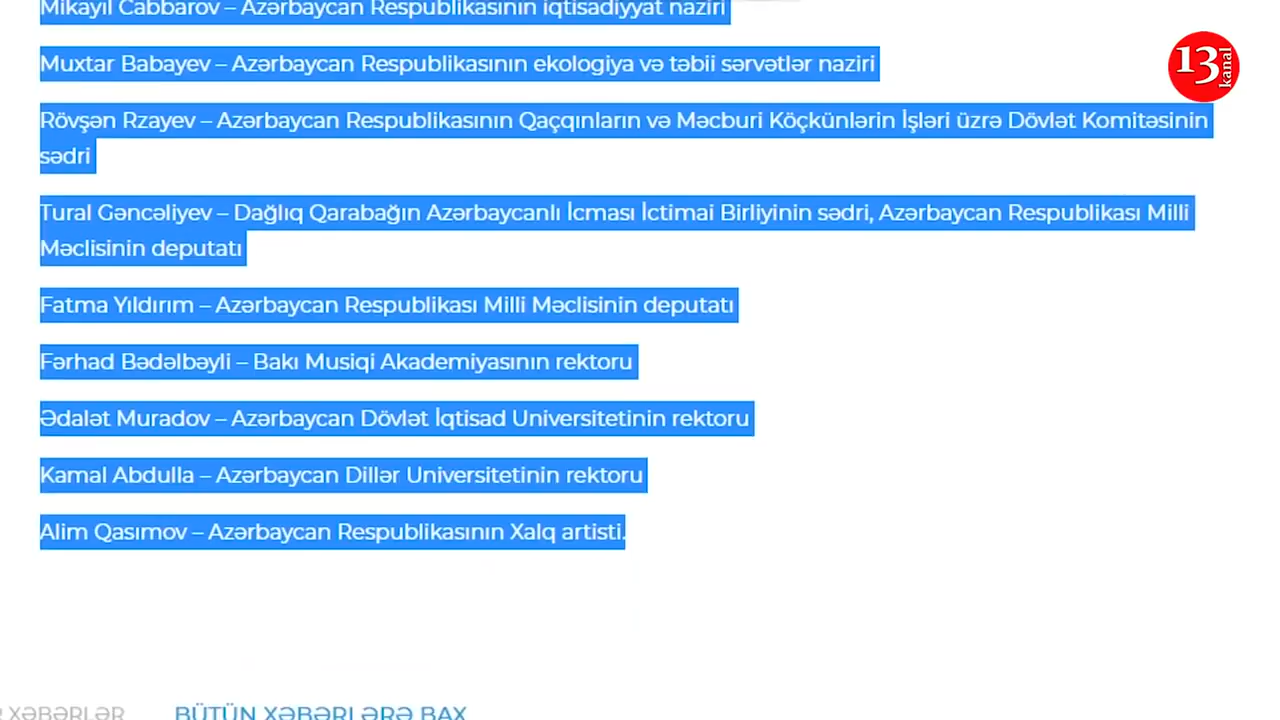 Mikayıl Cabbarov – Azərbaycan Respublikasının iqtisadiyyat naziri
13 kanal
Muxtar Babayev – Azərbaycan Respublikasının ekologiya və təbii sərvətlər naziri
Rövşən Rzayev – Azərbaycan Respublikasının Qaçqınların və Məcburi Köçkünlərin İşləri üzrə Dövlət Komitəsinin
sədri
Tural Gəncəliyev – Dağlıq Qarabağın Azərbaycanlı İcması İctimai Birliyinin sədri, Azərbaycan Respublikası Milli
Məclisinin deputatı
Fatma Yıldırım – Azərbaycan Respublikası Milli Məclisinin deputatı
Fərhad Bədəlbəyli – Bakı Musiqi Akademiyasının rektoru
Ədalət Muradov – Azərbaycan Dövlət İqtisad Universitetinin rektoru
Kamal Abdulla – Azərbaycan Dillər Universitetinin rektoru
Alim Qasımov – Azərbaycan Respublikasının Xalq artisti.
XƏBƏRLƏR
BÜTÜN XƏBƏRLƏRƏ BAX